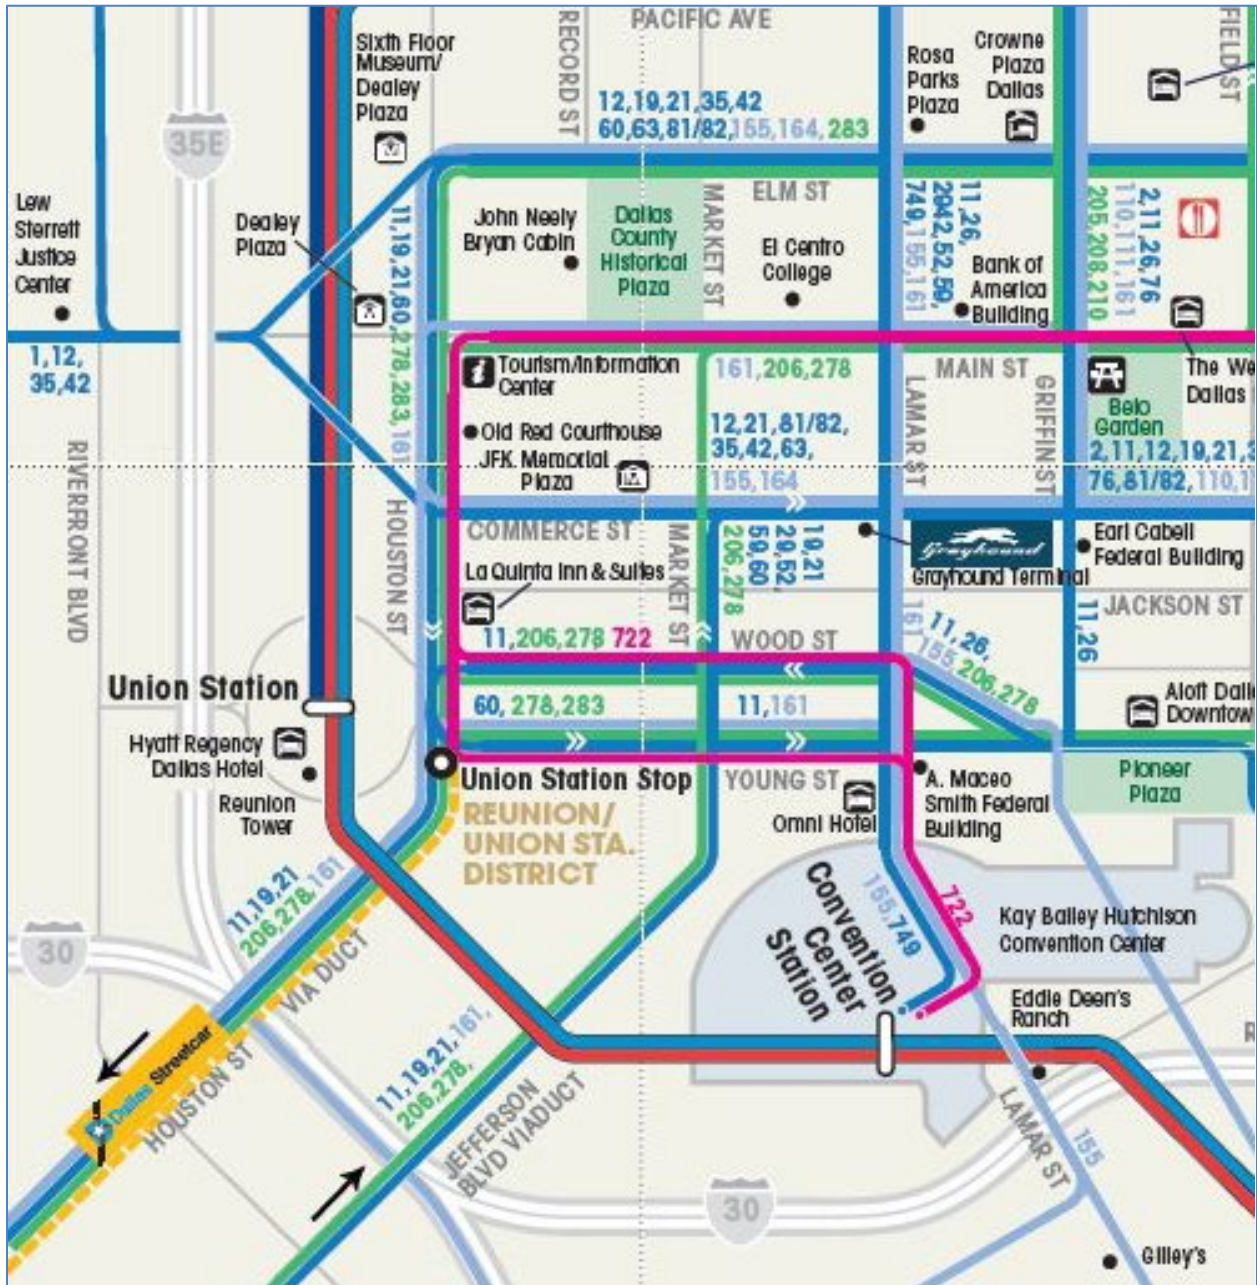 PACIFIC AVE
FIELD ST
RECORD ST
Sixth Floor
Museum/
Dealey
Plaza
Rosa
Parks
Plaza
Crowne
Plaza
Dallas
35E
12,19,21,35,42
60,63,81/82,155,164,283
Lew
Sterrett
Justice
Center
Dealey
Plaza
11,19,21,60,278,283,161
John Neely
Bryan Cabin
Dallas
County
Historical
Plaza
MARKET ST
ELM ST
El Centro
College
11,26,
2942,52,59,
749,155,161
Bank of
America
Building
2,11,26,76
110,111,161
205,208,210
1,12,
35,42
Tourism/Information
Center
161,206,278
MAIN ST
The We
Dallas
LAMAR ST
GRIFFIN ST
Belo
Garden
Old Red Courthouse
JFK Memorial
Plaza
12,21,81/82,
35,42,63,
155,164
2,11,12,19,21,3
76,81/82,110,1
RIVERFRONT BLVD
HOUSTON ST
COMMERCE ST
MARKET ST
19,21
29,52,
59,60
206,278
Greyhound
Grayhound Terminal
Earl Cabell
Federal Building
La Quinta Inn & Suites
JACKSON ST
11,206,278 722
WOOD ST
11,26,
155,206,278
161
11,26
Union Station
60, 278,283
11,161
Aloft Dall
Downtow
Hyatt Regency
Dallas Hotel
Reunion
Tower
Union Station Stop
REUNION/
UNION STA.
DISTRICT
YOUNG ST
Omni Hotel
A. Maceo
Smith Federal
Building
Pioneer
Plaza
11,19,21
206,278,161
155,749
722
Convention
Center
Station
Kay Bailey Hutchison
Convention Center
30
VIA DUCT
Eddie Deen's
Ranch
Dallas Streetcar
HOUSTON ST
11,19,21,161,
206,278,
JEFFERSON
BLVD VIADUCT
LAMAR ST
155
30
Gilley's